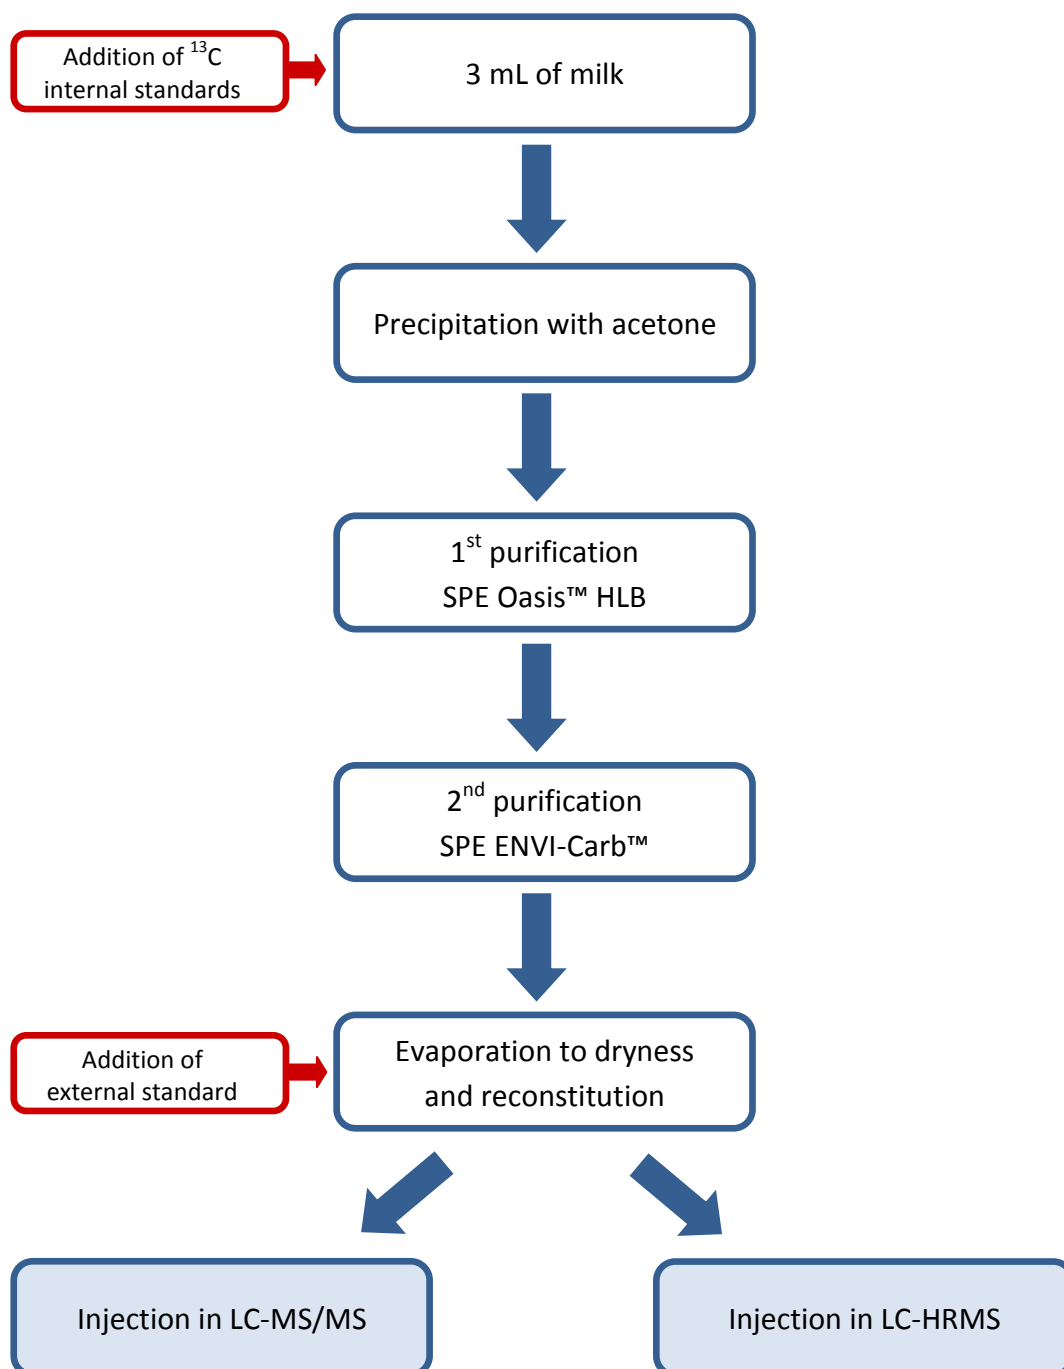 Addition of ¹³C
internal standards
3 mL of milk
Precipitation with acetone
1ˢᵗ purification
SPE Oasis™ HLB
2ⁿᵈ purification
SPE ENVI-Carb™
Addition of
external standard
Evaporation to dryness
and reconstitution
Injection in LC-MS/MS
Injection in LC-HRMS